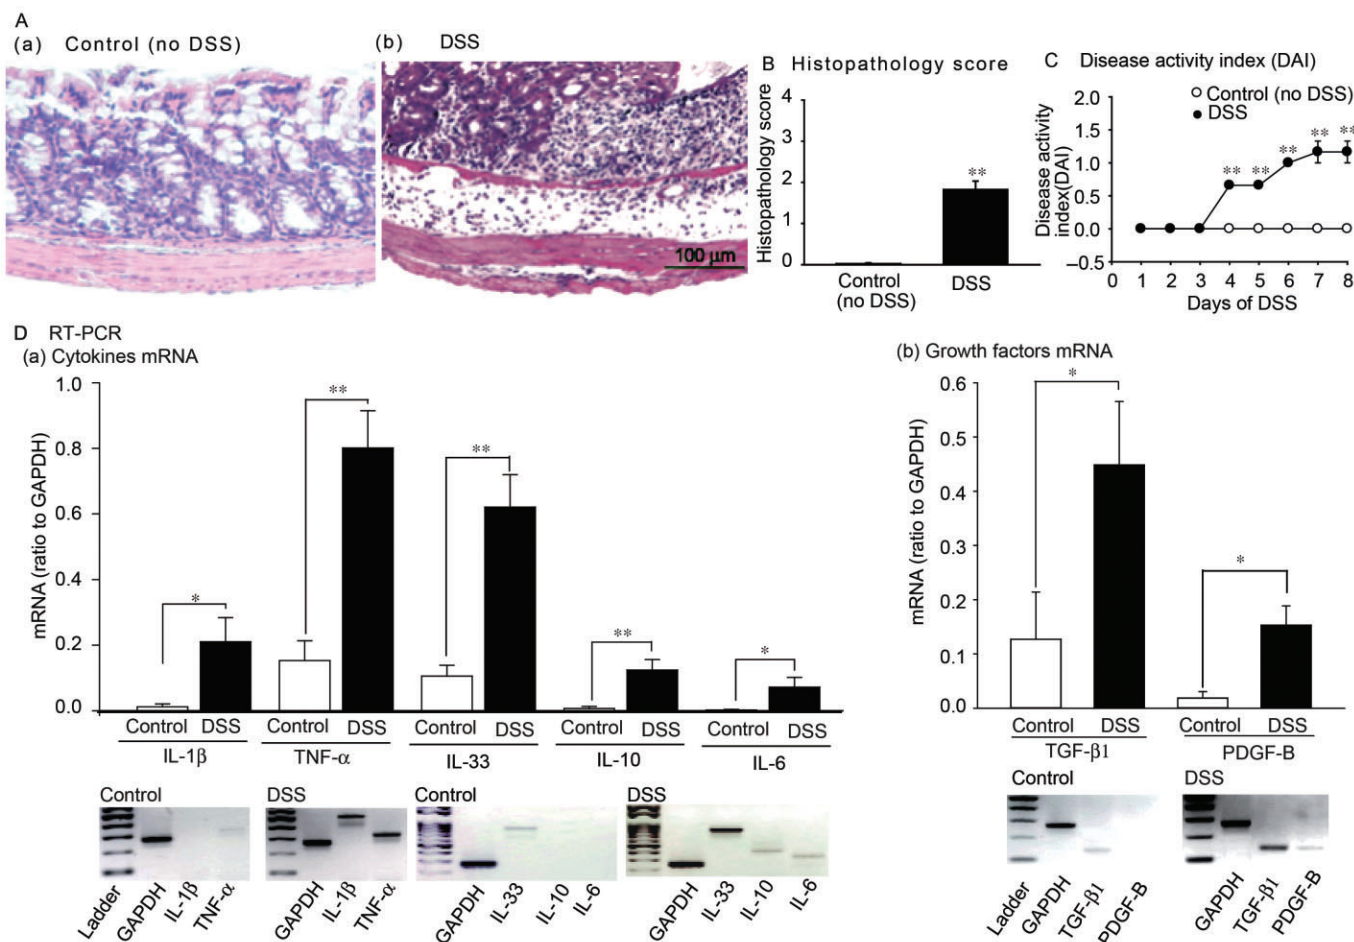 A
(a) Control (no DSS)
(b) DSS
100 μm
B Histopathology score
Histopathology score
4
3
2
1
0
**
Control
(no DSS)
DSS
C Disease activity index (DAI)
Control (no DSS)
DSS
Disease activity
index(DAI)
2.0
1.5
1.0
0.5
0.0
–0.5
** ** ** ** **
0 1 2 3 4 5 6 7 8
Days of DSS
D RT-PCR
(a) Cytokines mRNA
mRNA (ratio to GAPDH)
1.0
0.8
0.6
0.4
0.2
0.0
* ** ** ** *
Control DSS Control DSS Control DSS Control DSS Control DSS
IL-1β TNF-α IL-33 IL-10 IL-6
Control DSS Control DSS
Ladder GAPDH IL-1β TNF-α GAPDH IL-1β TNF-α GAPDH IL-33 IL-10 IL-6 GAPDH IL-33 IL-10 IL-6
(b) Growth factors mRNA
mRNA (ratio to GAPDH)
0.6
0.5
0.4
0.3
0.2
0.1
0.0
* *
Control DSS Control DSS
TGF-β1 PDGF-B
Control DSS
Ladder GAPDH TGF-β1 PDGF-B GAPDH TGF-β1 PDGF-B